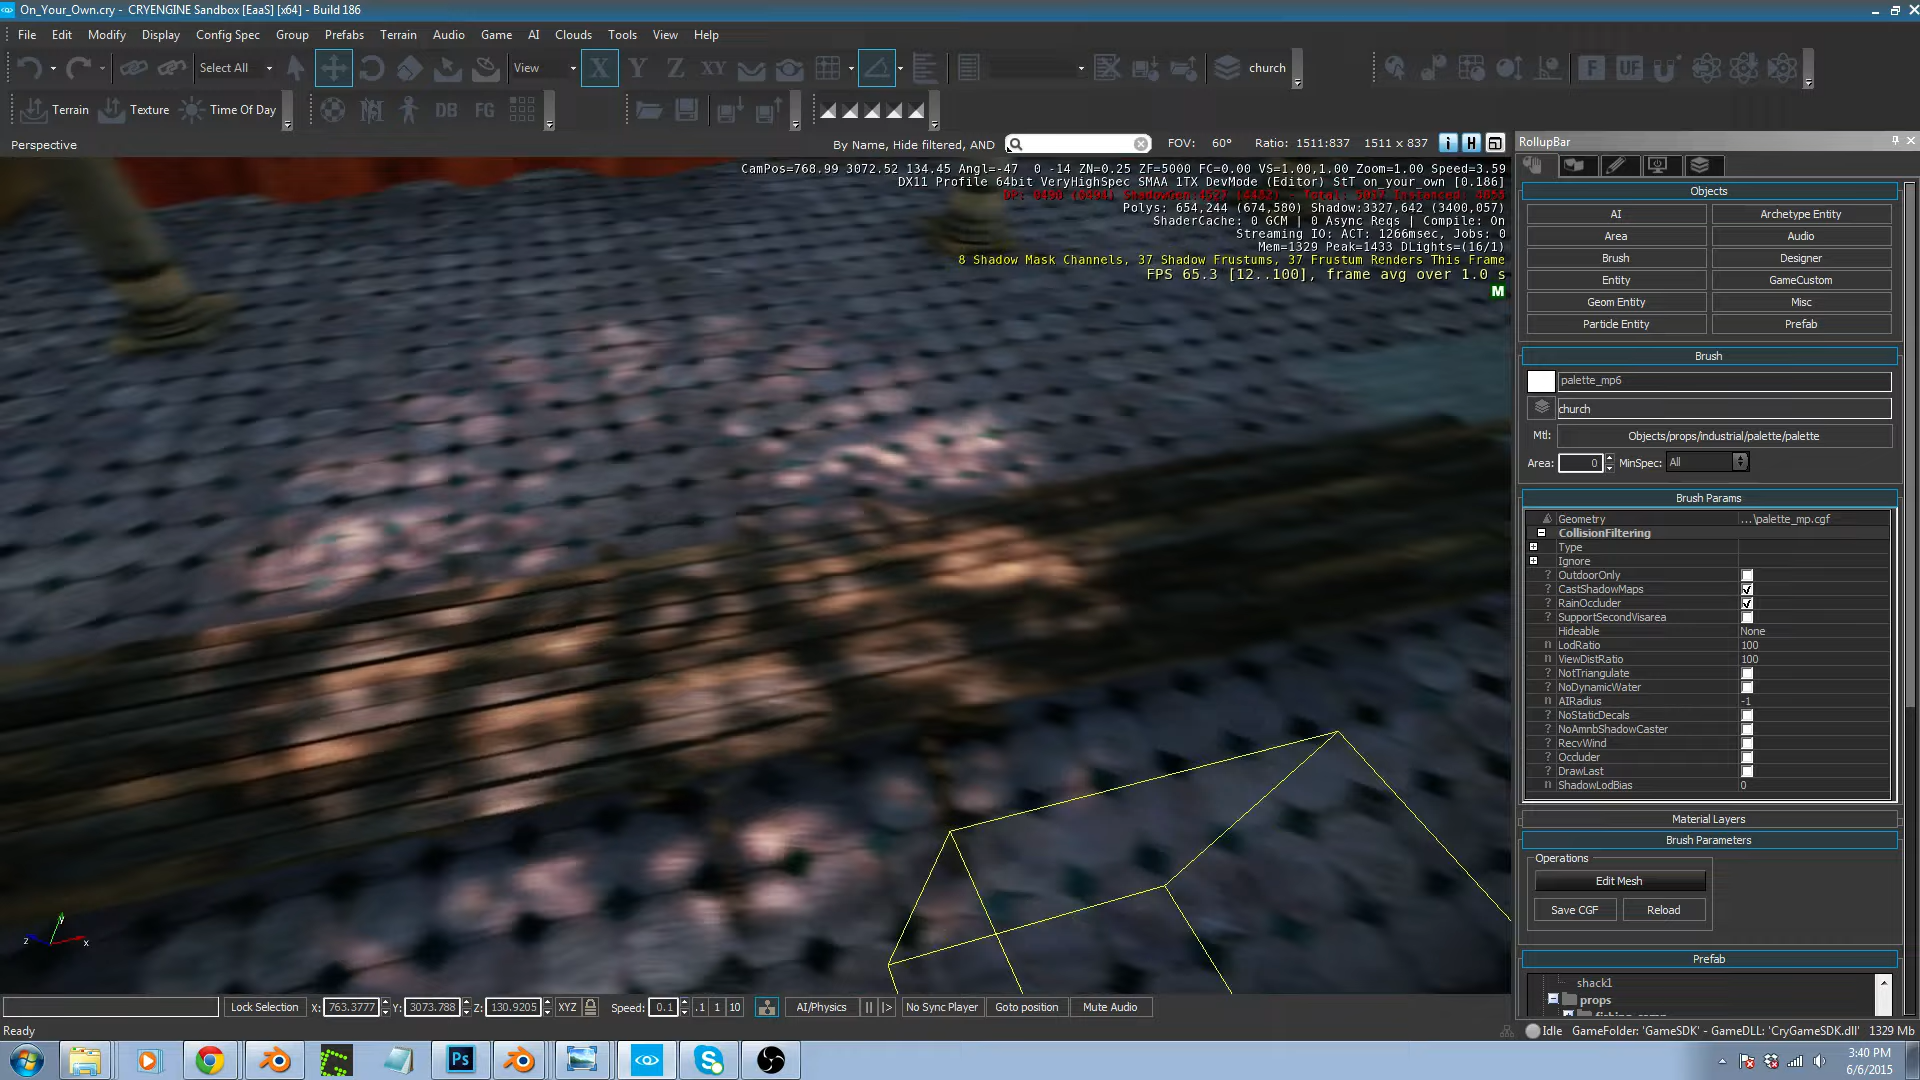 On_Your_Own.cry - CRYENGINE Sandbox [EaaS] [x64] - Build 186
File Edit Modify Display Config Spec Group Prefabs Terrain Audio Game AI Clouds Tools View Help
Select All View X Y Z XY church F UF
Terrain Texture Time Of Day DB FG
Perspective By Name, Hide filtered, AND FOV: 60° Ratio: 1511:837 1511 x 837 i H
CamPos=768.99 3072.52 134.45 Angl=-47 0 -14 ZN=0.25 ZF=5000 FC=0.00 VS=1.00,1.00 Zoom=1.00 Speed=3.59
DX11 Profile 64bit VeryHighSpec SMAA 1TX DevMode (Editor) StT on_your_own [0.186]
Polys: 654,244 (674,580) Shadow:3327,642 (3400,057)
ShaderCache: 0 GCM | 0 Async Reqs | Compile: On
Streaming IO: ACT: 1266msec, Jobs: 0
Mem=1329 Peak=1433 DLights=(16/1)
8 Shadow Mask Channels, 37 Shadow Frustums, 37 Frustum Renders This Frame
FPS 65.3 [12..100], frame avg over 1.0 s
M
RollupBar
Objects
AI Archetype Entity
Area Audio
Brush Designer
Entity GameCustom
Geom Entity Misc
Particle Entity Prefab
Brush
palette_mp6
church
Mtl: Objects/props/industrial/palette/palette
Area: 0 MinSpec: All
Brush Params
Geometry ...\palette_mp.cgf
CollisionFiltering
Type
Ignore
? OutdoorOnly
? CastShadowMaps
? RainOccluder
? SupportSecondVisarea
Hideable None
n LodRatio 100
n ViewDistRatio 100
? NotTriangulate
? NoDynamicWater
n AIRadius -1
? NoStaticDecals
? NoAmnbShadowCaster
? RecvWind
? Occluder
? DrawLast
n ShadowLodBias 0
Material Layers
Brush Parameters
Operations
Edit Mesh
Save CGF Reload
Prefab
shack1
props
z y x
Lock Selection X: 763.3777 Y: 3073.788 Z: 130.9205 XYZ Speed: 0.1 .1 1 10 AI/Physics No Sync Player Goto position Mute Audio
Ready Idle GameFolder: 'GameSDK' - GameDLL: 'CryGameSDK.dll' 1329 Mb
Ps
3:40 PM
6/6/2015